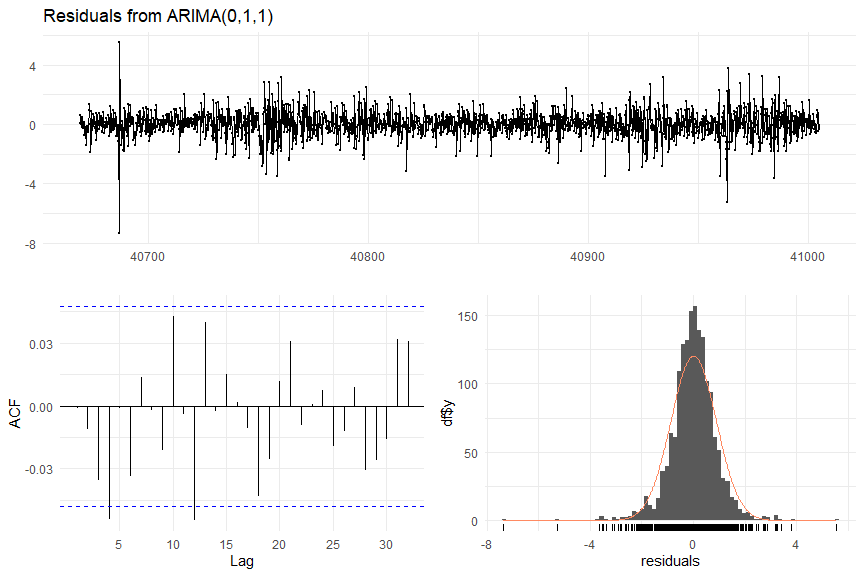 Residuals from ARIMA(0,1,1)
4
0
-4
-8
40700 40800 40900 41000
ACF
0.03
0.00
-0.03
5 10 15 20 25 30
Lag
df$y
150
100
50
0
-8 -4 0 4
residuals